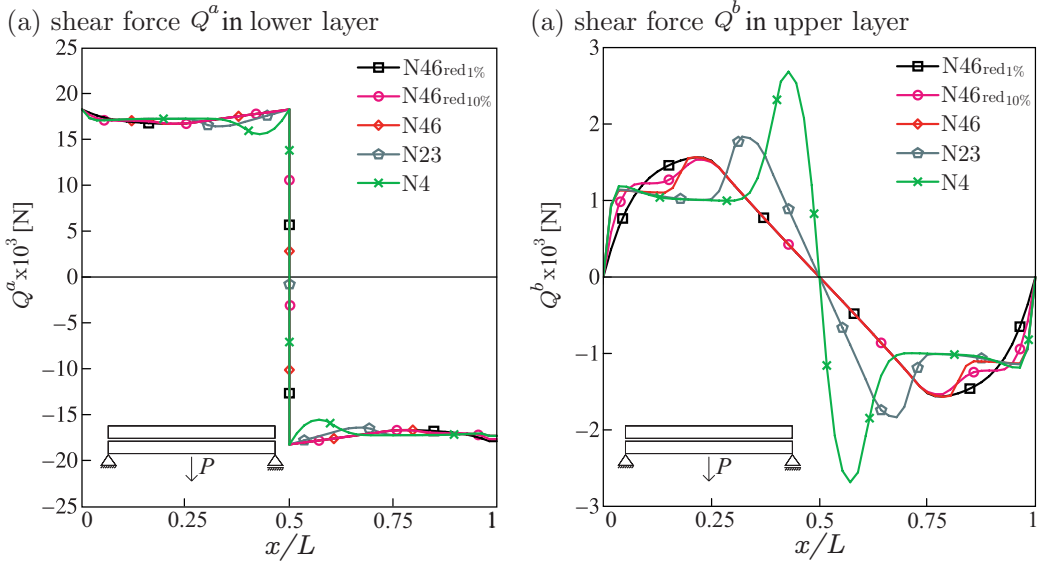 (a) shear force Q^a in lower layer
25
20
15
10
5
0
−5
−10
−15
−20
−25
Q^a x10^3 [N]
N46red1%
N46red10%
N46
N23
N4
P
0
0.25
0.5
0.75
1
x/L
(a) shear force Q^b in upper layer
3
2
1
0
−1
−2
−3
Q^b x10^3 [N]
N46red1%
N46red10%
N46
N23
N4
P
0
0.25
0.5
0.75
1
x/L